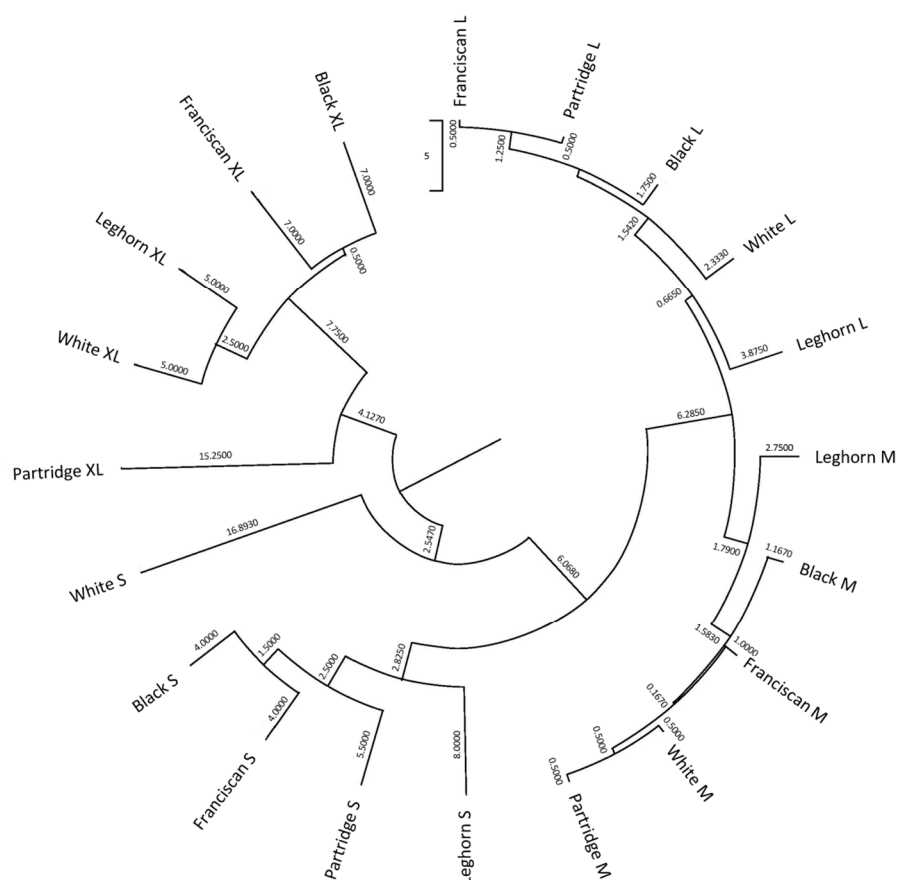 Franciscan L
0.5000
5
Partridge L
0.5000
1.2500
Black L
1.7500
1.5420
White L
2.3330
0.6650
Leghorn L
3.8750
6.2850
Leghorn M
2.7500
1.7900
Black M
1.1670
1.5830
Franciscan M
1.0000
0.1670
White M
0.5000
0.5000
Partridge M
0.5000
6.0680
Leghorn S
8.0000
2.8250
Partridge S
5.5000
2.5000
Franciscan S
4.0000
1.5000
Black S
4.0000
White S
16.8930
2.5470
Partridge XL
15.2500
4.1270
White XL
5.0000
2.5000
Leghorn XL
5.0000
7.7500
Franciscan XL
7.0000
0.5000
Black XL
7.0000